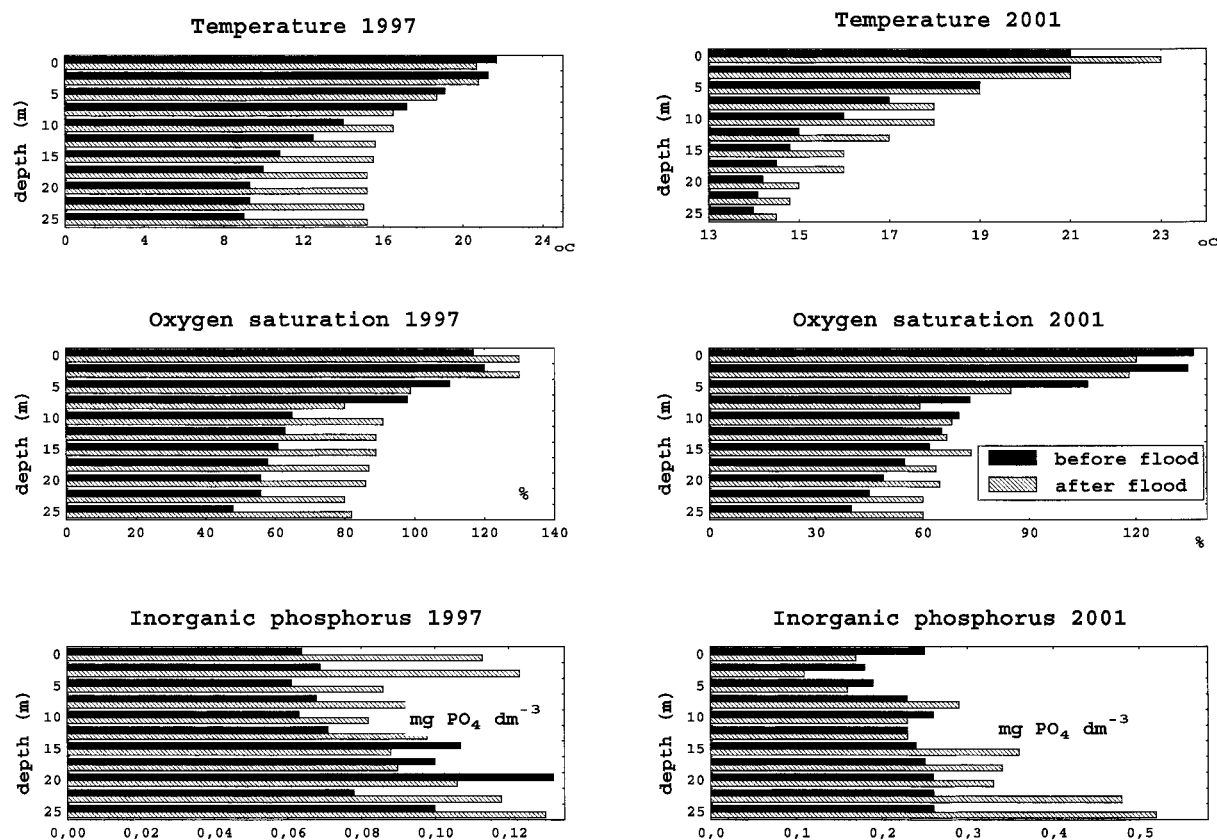 Temperature 1997
depth (m)
0
5
10
15
20
25
0 4 8 12 16 20 24 oC
Temperature 2001
depth (m)
0
5
10
15
20
25
13 15 17 19 21 23 oC
Oxygen saturation 1997
depth (m)
0
5
10
15
20
25
%
0 20 40 60 80 100 120 140
Oxygen saturation 2001
depth (m)
0
5
10
15
20
25
before flood
after flood
0 30 60 90 120 %
Inorganic phosphorus 1997
depth (m)
0
5
10
15
20
25
mg PO₄ dm⁻³
0,00 0,02 0,04 0,06 0,08 0,10 0,12
Inorganic phosphorus 2001
depth (m)
0
5
10
15
20
25
mg PO₄ dm⁻³
0,0 0,1 0,2 0,3 0,4 0,5